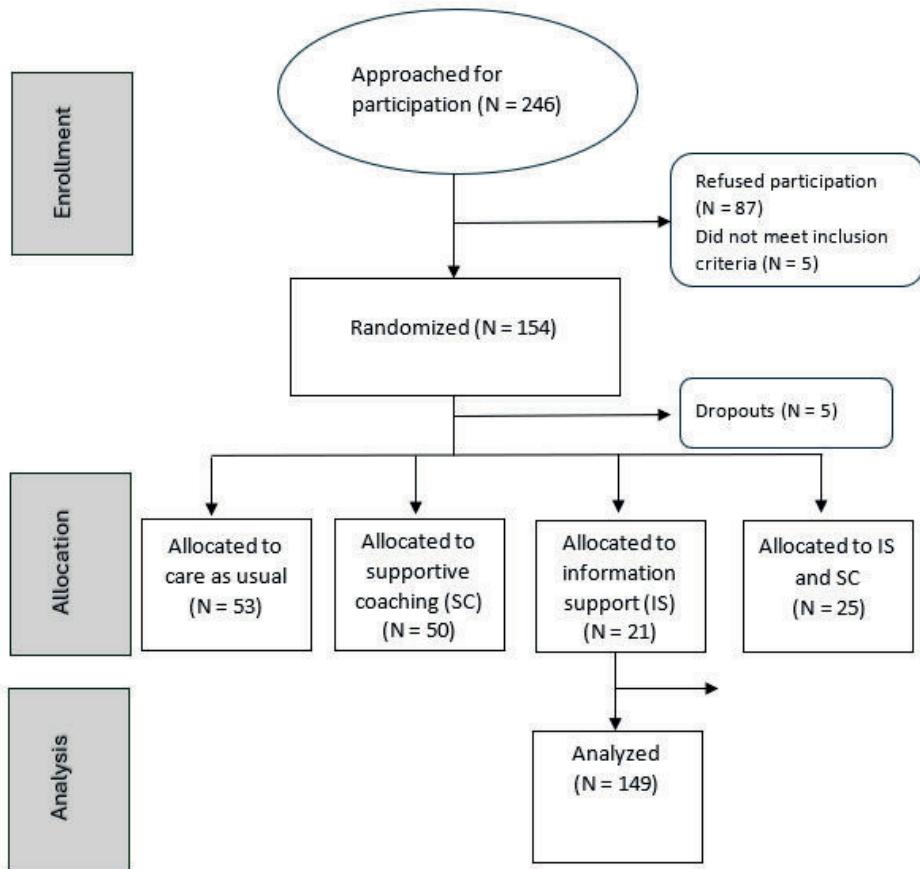 Enrollment
Approached for
participation (N = 246)
Refused participation
(N = 87)
Did not meet inclusion
criteria (N = 5)
Randomized (N = 154)
Dropouts (N = 5)
Allocation
Allocated to
care as usual
(N = 53)
Allocated to
supportive
coaching (SC)
(N = 50)
Allocated to
information
support (IS)
(N = 21)
Allocated to IS
and SC
(N = 25)
Analysis
Analyzed
(N = 149)